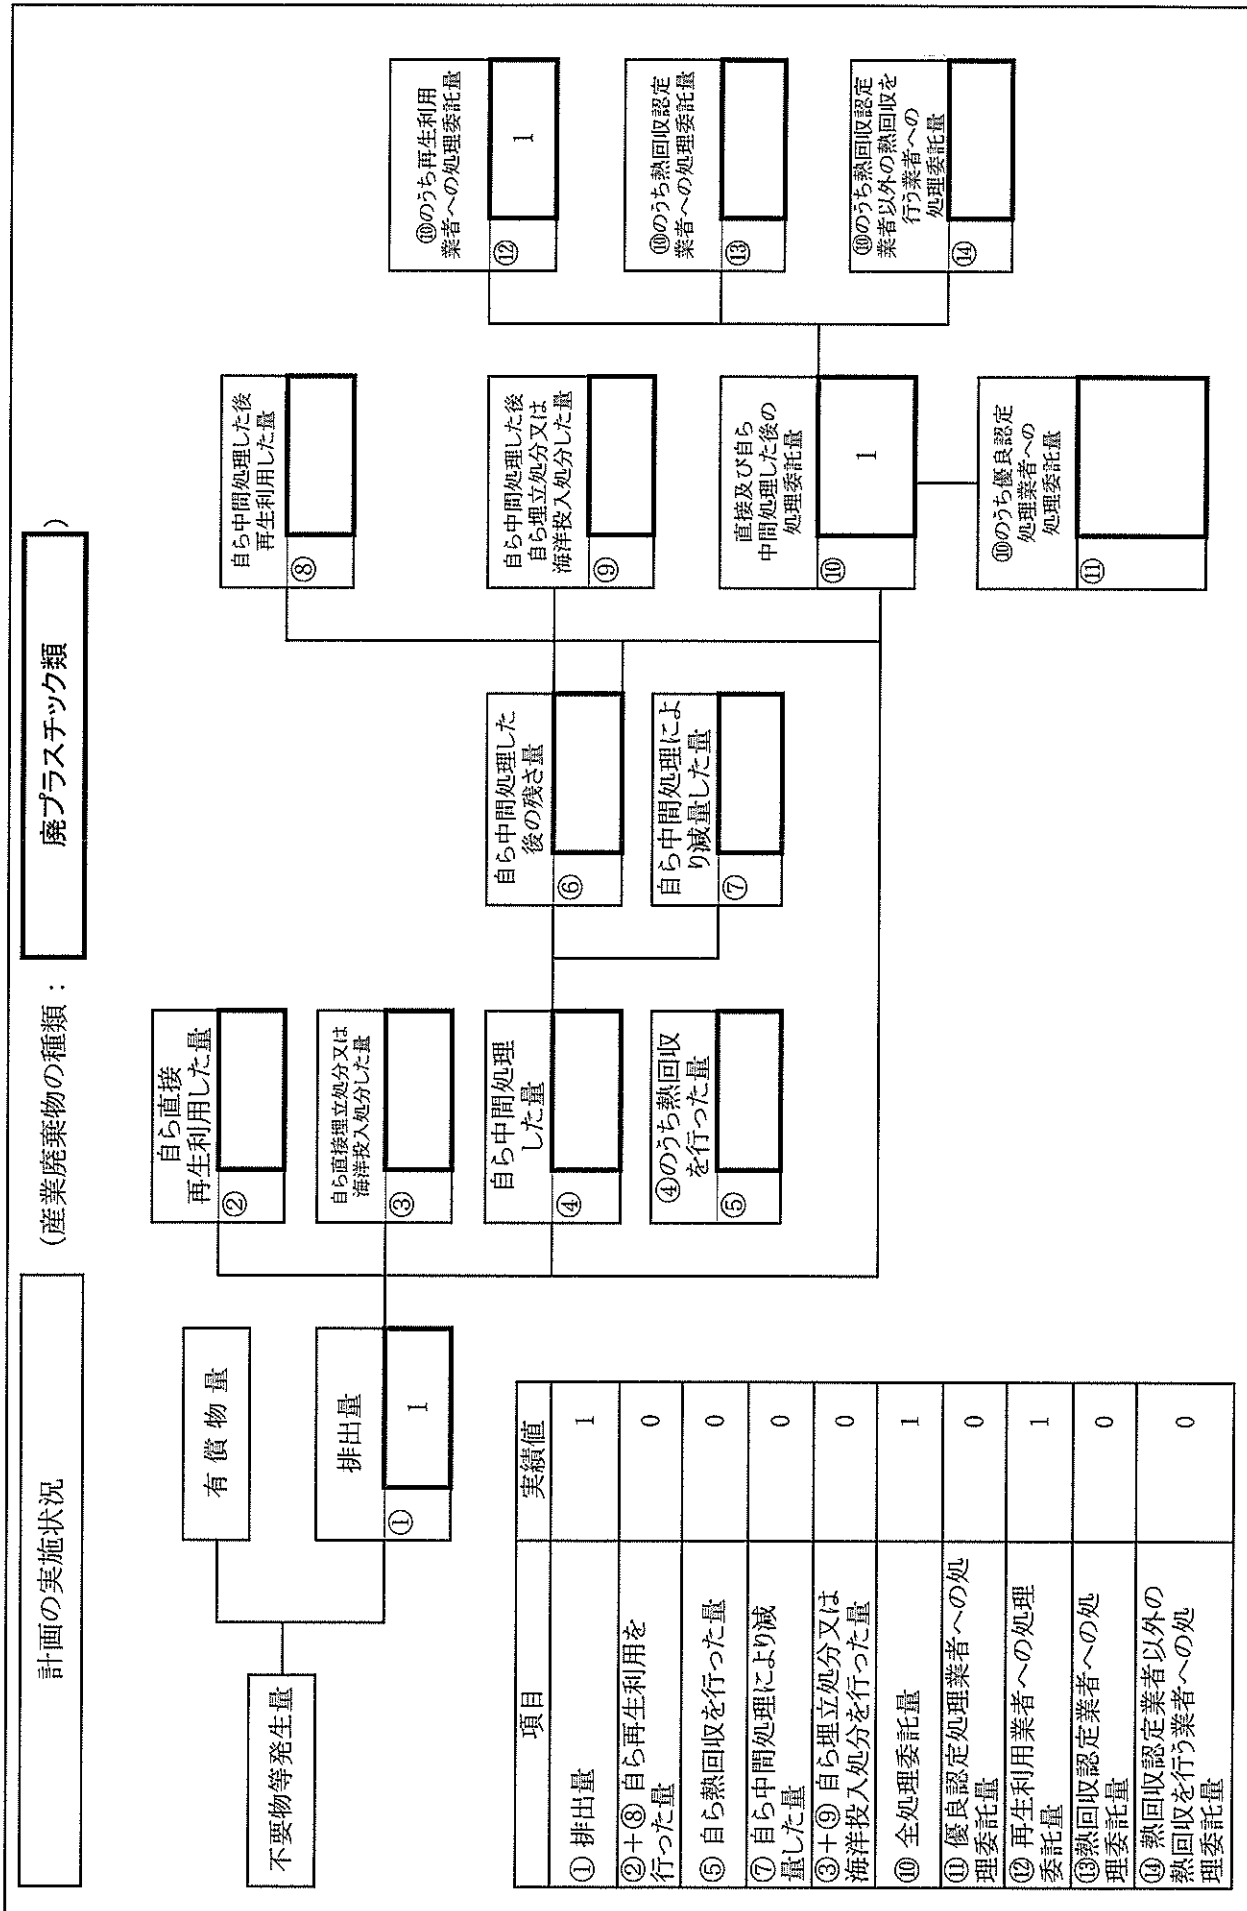 計画の実施状況
(産業廃棄物の種類：
廃プラスチック類
)
不要物等発生量
有 償 物 量
排出量
①
1
自ら直接
再生利用した量
②
自ら直接埋立処分又は
海洋投入処分した量
③
自ら中間処理
した量
④
④のうち熱回収
を行った量
⑤
自ら中間処理した
後の残さ量
⑥
自ら中間処理によ
り減量した量
⑦
自ら中間処理した後
再生利用した量
⑧
自ら中間処理した後
自ら埋立処分又は
海洋投入処分した量
⑨
直接及び自ら
中間処理した後の
処理委託量
⑩
1
⑩のうち優良認定
処理業者への
処理委託量
⑪
⑩のうち再生利用
業者への処理委託量
⑫
1
⑩のうち熱回収認定
業者への処理委託量
⑬
⑩のうち熱回収認定
業者以外の熱回収を
行う業者への
処理委託量
⑭
項目
実績値
① 排出量
1
②＋⑧ 自ら再生利用を
行った量
0
⑤ 自ら熱回収を行った量
0
⑦ 自ら中間処理により減
量した量
0
③＋⑨ 自ら埋立処分又は
海洋投入処分を行った量
0
⑩ 全処理委託量
1
⑪ 優良認定処理業者への処
理委託量
0
⑫ 再生利用業者への処理
委託量
1
⑬熱回収認定業者への処
理委託量
0
⑭ 熱回収認定業者以外の
熱回収を行う業者への処
理委託量
0